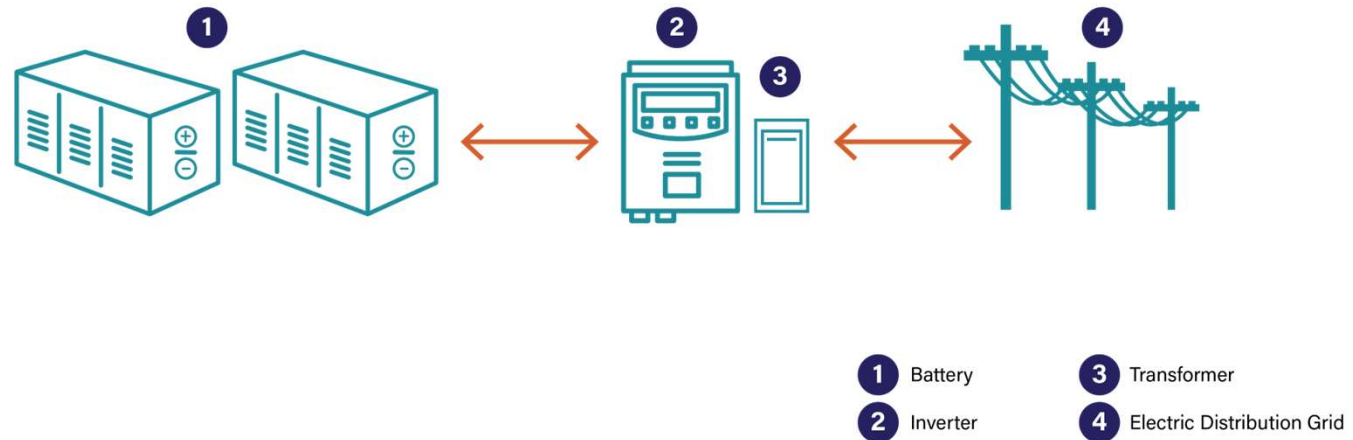 1
2
3
4
1 Battery
2 Inverter
3 Transformer
4 Electric Distribution Grid